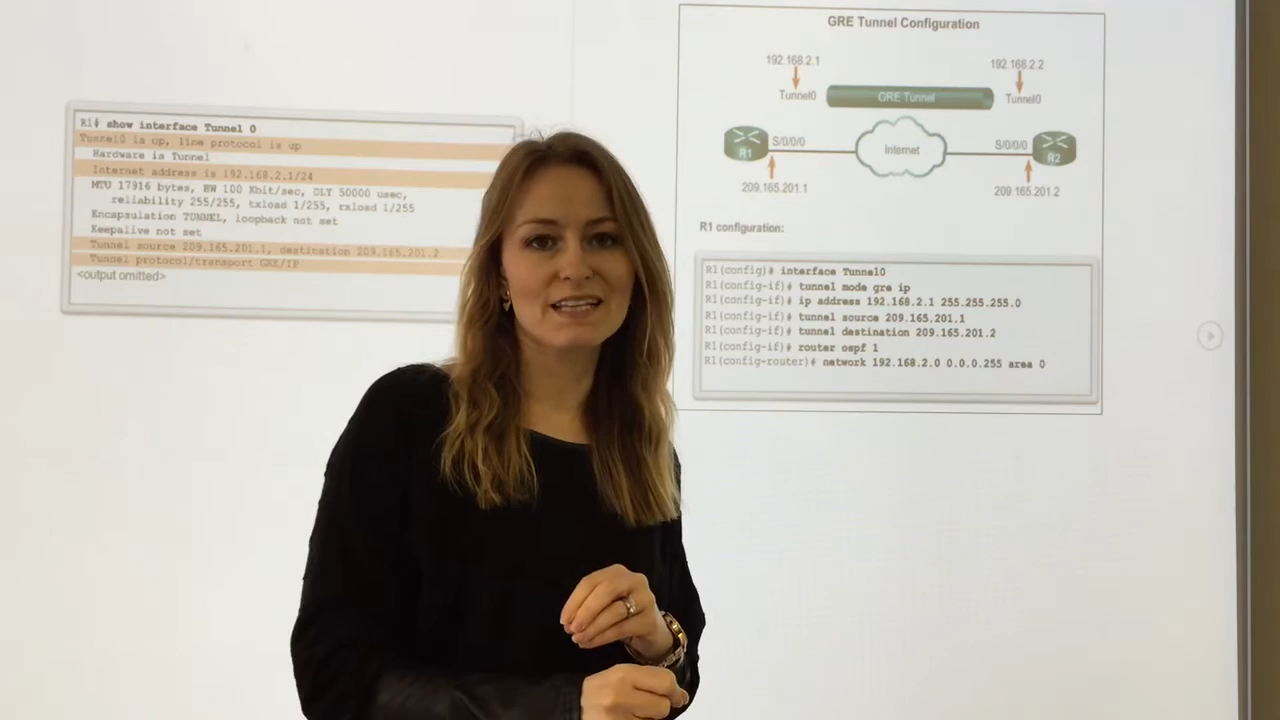 R1# show interface Tunnel 0
Tunnel0 is up, line protocol is up
Hardware is Tunnel
Internet address is 192.168.2.1/24
MTU 17916 bytes, BW 100 Kbit/sec, DLY 50000 usec,
reliability 255/255, txload 1/255, rxload 1/255
Encapsulation TUNNEL, loopback not set
Keepalive not set
Tunnel source 209.165.201.1, destination 209.165.201.2
Tunnel protocol/transport GRE/IP
<output omitted>
GRE Tunnel Configuration
192.168.2.1
192.168.2.2
Tunnel0
GRE Tunnel
Tunnel0
R1
S/0/0/0
Internet
S/0/0/0
R2
209.165.201.1
209.165.201.2
R1 configuration:
R1(config)# interface Tunnel0
R1(config-if)# tunnel mode gre ip
R1(config-if)# ip address 192.168.2.1 255.255.255.0
R1(config-if)# tunnel source 209.165.201.1
R1(config-if)# tunnel destination 209.165.201.2
R1(config-if)# router ospf 1
R1(config-router)# network 192.168.2.0 0.0.0.255 area 0